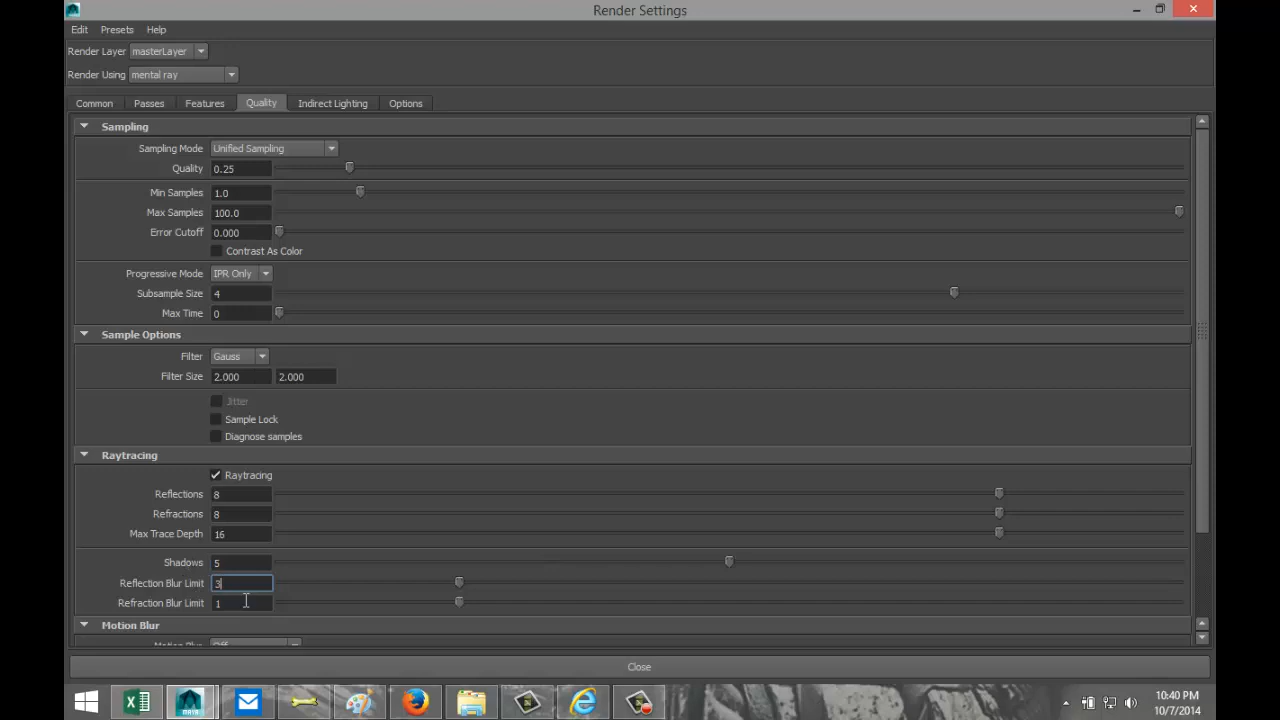 Render Settings
Edit Presets Help
Render Layer masterLayer
Render Using mental ray
Common Passes Features Quality Indirect Lighting Options
Sampling
Sampling Mode Unified Sampling
Quality 0.25
Min Samples 1.0
Max Samples 100.0
Error Cutoff 0.000
Contrast As Color
Progressive Mode IPR Only
Subsample Size 4
Max Time 0
Sample Options
Filter Gauss
Filter Size 2.000 2.000
Jitter
Sample Lock
Diagnose samples
Raytracing
Raytracing
Reflections 8
Refractions 8
Max Trace Depth 16
Shadows 5
Reflection Blur Limit 3
Refraction Blur Limit 1
Motion Blur
Motion Blur Off
Close
10:40 PM
10/7/2014